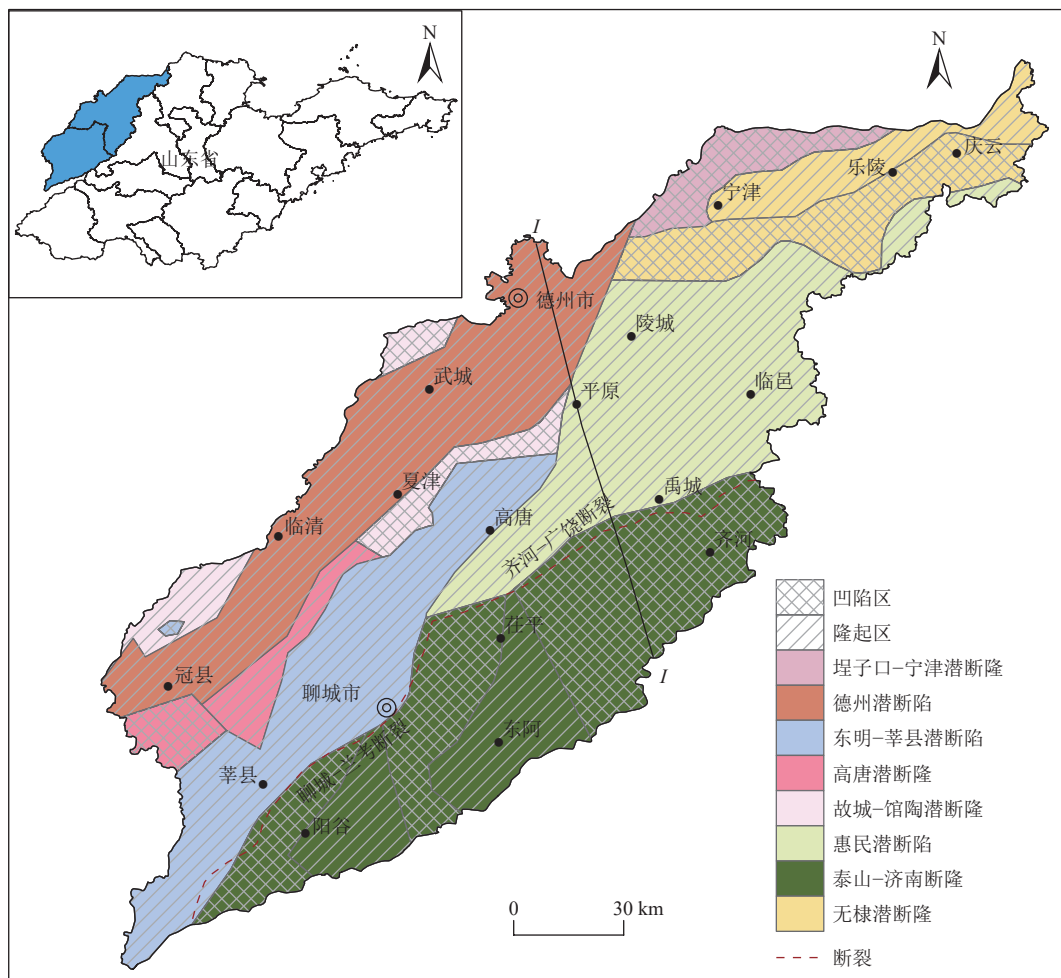 N
山东省
N
庆云
乐陵
宁津
I
德州市
陵城
武城
平原
临邑
夏津
禹城
高唐
临清
齐河-广饶断裂
齐河
茌平
冠县
I
聊城市
东阿
聊城-兰考断裂
莘县
阳谷
0 30 km
凹陷区
隆起区
埕子口-宁津潜断隆
德州潜断陷
东明-莘县潜断陷
高唐潜断隆
故城-馆陶潜断隆
惠民潜断陷
泰山-济南断隆
无棣潜断隆
断裂